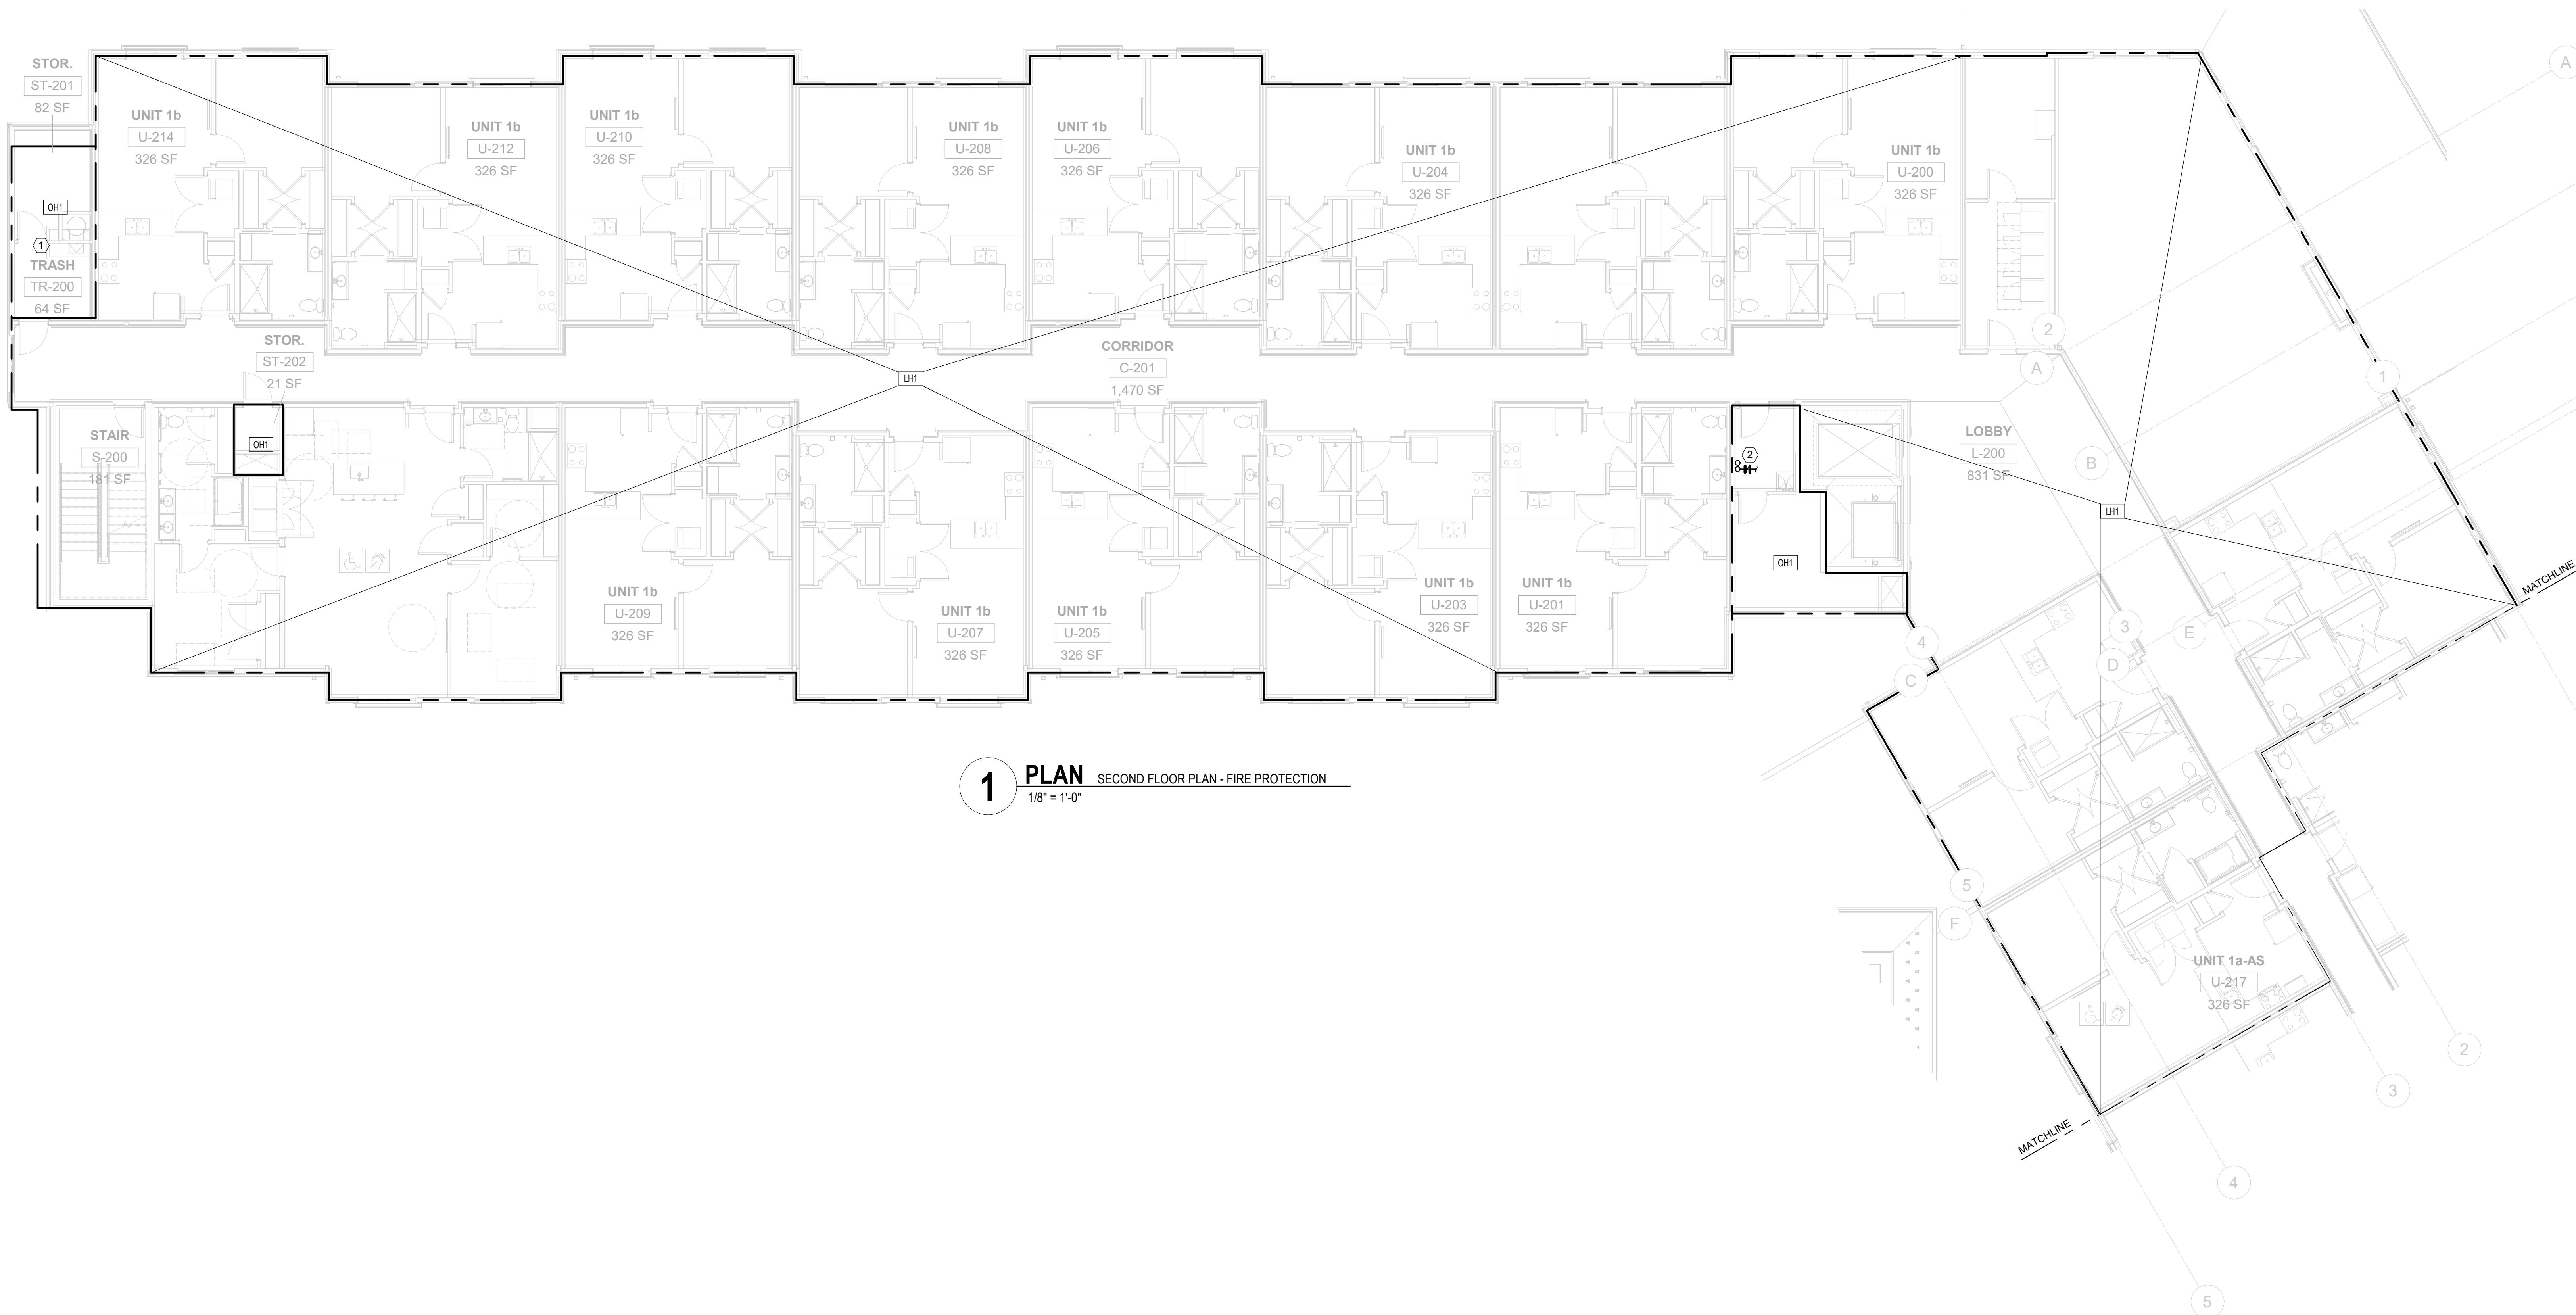 STOR.
ST-201
82 SF
UNIT 1b
U-214
326 SF
UNIT 1b
U-212
326 SF
UNIT 1b
U-210
326 SF
UNIT 1b
U-208
326 SF
UNIT 1b
U-206
326 SF
UNIT 1b
U-204
326 SF
UNIT 1b
U-200
326 SF
A
OH1
1
TRASH
TR-200
64 SF
STOR.
ST-202
21 SF
LH1
CORRIDOR
C-201
1,470 SF
2
A
1
STAIR
S-200
181 SF
OH1
2
LOBBY
L-200
831 SF
B
LH1
OH1
UNIT 1b
U-209
326 SF
UNIT 1b
U-207
326 SF
UNIT 1b
U-205
326 SF
UNIT 1b
U-203
326 SF
UNIT 1b
U-201
326 SF
MATCHLINE
4
3
E
D
C
1
PLAN SECOND FLOOR PLAN - FIRE PROTECTION
1/8" = 1'-0"
5
F
UNIT 1a-AS
U-217
326 SF
2
3
MATCHLINE
4
5